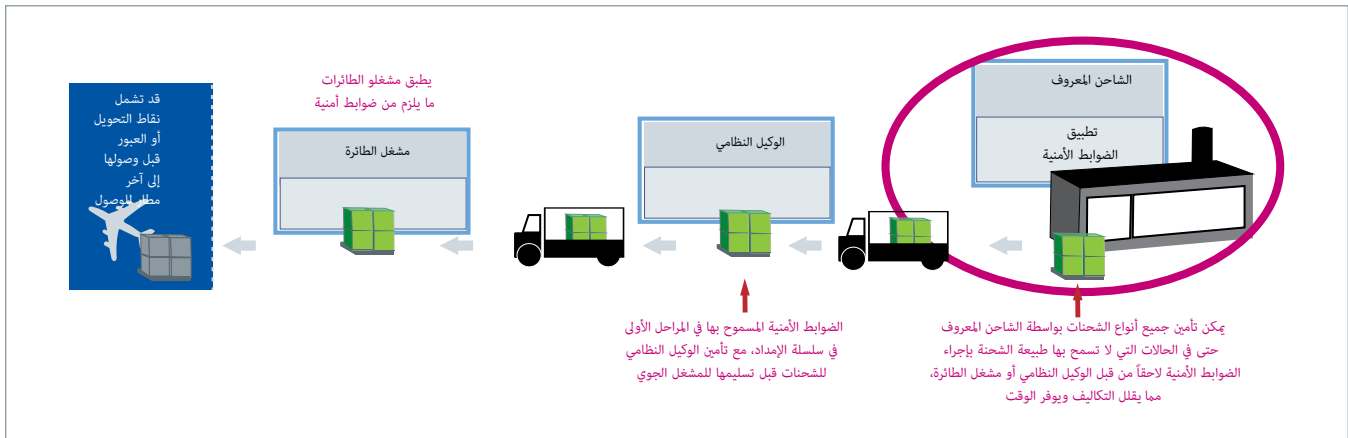 الشاحن المعروف
تطبيق
الضوابط الأمنية
يمكن تأمين جميع أنواع الشحنات بواسطة الشاحن المعروف
حتى في الحالات التي لا تسمح بها طبيعة الشحنة بإجراء
الضوابط الأمنية لاحقاً من قبل الوكيل النظامي أو مشغل الطائرة،
مما يقلل التكاليف ويوفر الوقت
الوكيل النظامي
الضوابط الأمنية المسموح بها في المراحل الأولى
في سلسلة الإمداد، مع تأمين الوكيل النظامي
للشحنات قبل تسليمها للمشغل الجوي
يطبق مشغلو الطائرات
ما يلزم من ضوابط أمنية
مشغل الطائرة
قد تشمل
نقاط التحويل
أو العبور
قبل وصولها
إلى آخر
مطار للوصول